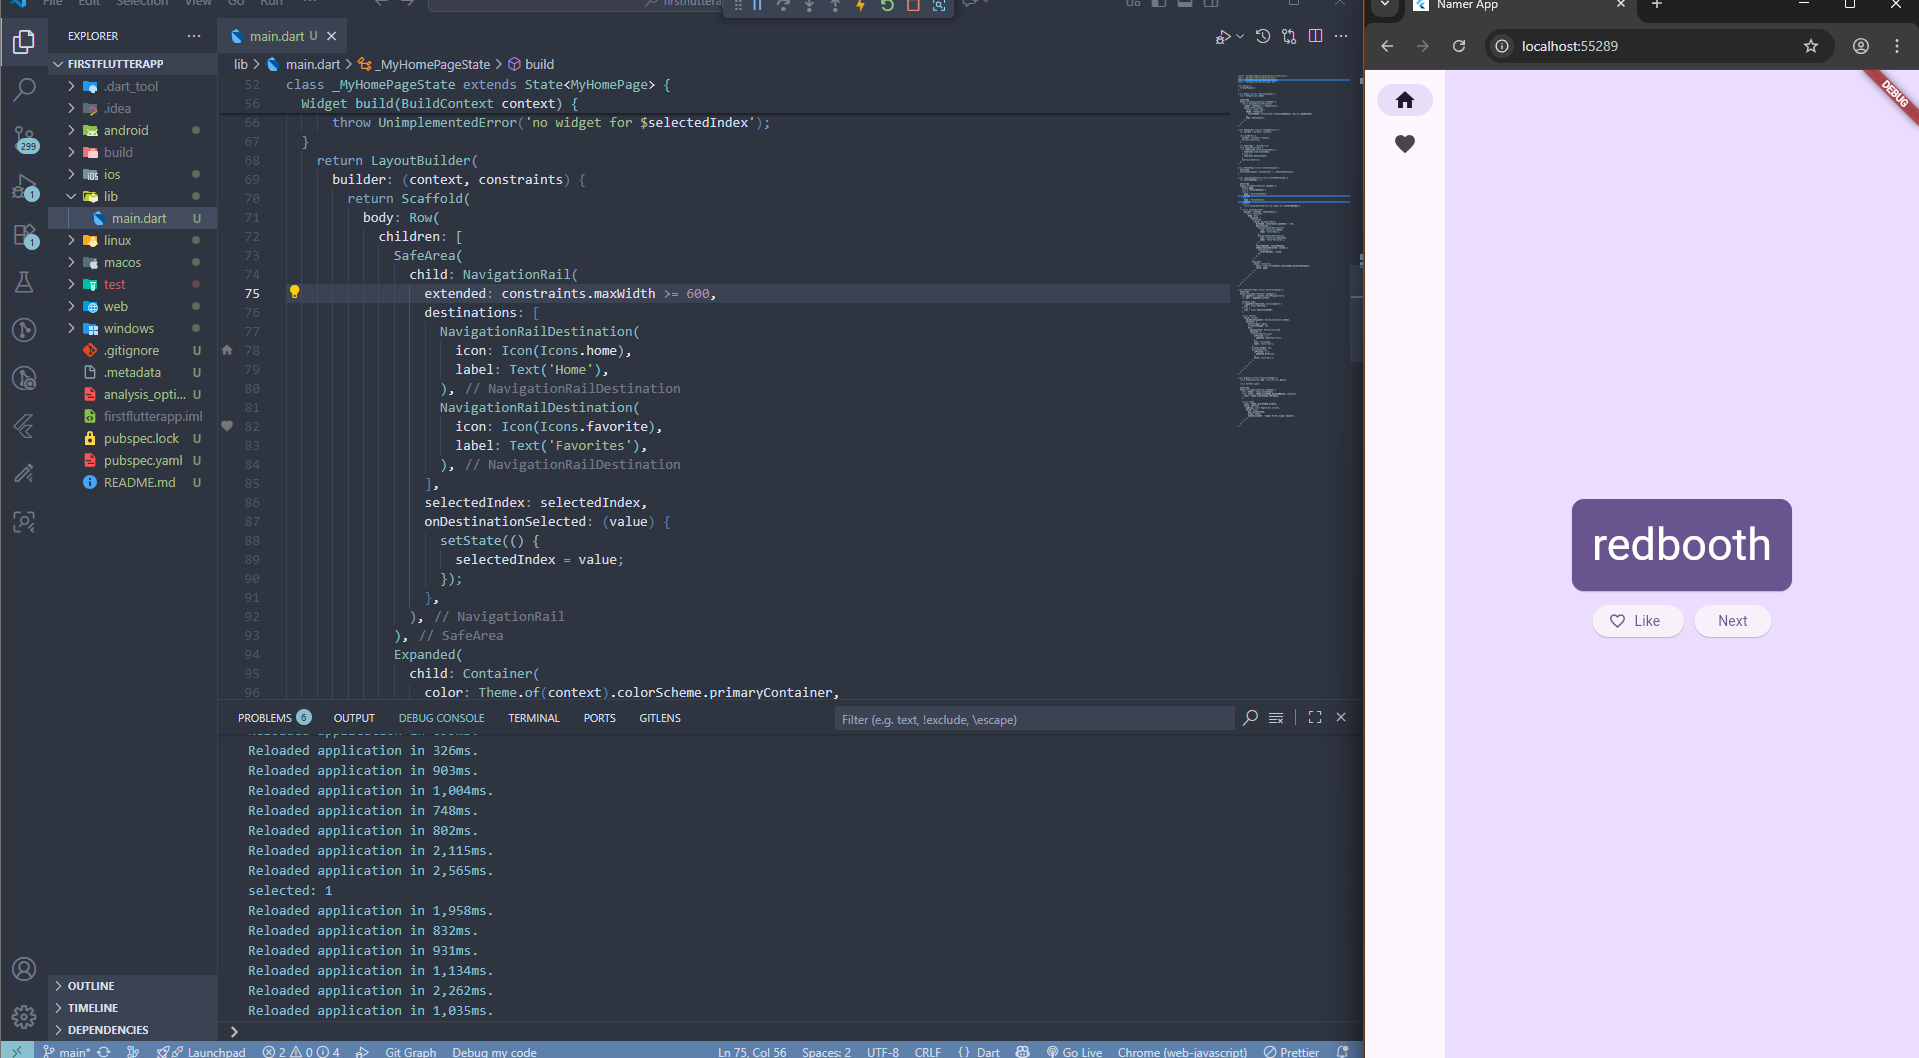 File Edit Selection View Go Run ···
EXPLORER ···
FIRSTFLUTTERAPP
.dart_tool
.idea
android
build
ios
lib
main.dart U
linux
macos
test
web
windows
.gitignore U
.metadata U
analysis_opti... U
firstflutterapp.iml
pubspec.lock U
pubspec.yaml U
README.md U
OUTLINE
TIMELINE
DEPENDENCIES
299
1
1
main.dart U
lib > main.dart > _MyHomePageState > build
52 class _MyHomePageState extends State<MyHomePage> {
56 Widget build(BuildContext context) {
66 throw UnimplementedError('no widget for $selectedIndex');
67 }
68 return LayoutBuilder(
69 builder: (context, constraints) {
70 return Scaffold(
71 body: Row(
72 children: [
73 SafeArea(
74 child: NavigationRail(
75 extended: constraints.maxWidth >= 600,
76 destinations: [
77 NavigationRailDestination(
78 icon: Icon(Icons.home),
79 label: Text('Home'),
80 ), // NavigationRailDestination
81 NavigationRailDestination(
82 icon: Icon(Icons.favorite),
83 label: Text('Favorites'),
84 ), // NavigationRailDestination
85 ],
86 selectedIndex: selectedIndex,
87 onDestinationSelected: (value) {
88 setState(() {
89 selectedIndex = value;
90 });
91 },
92 ), // NavigationRail
93 ), // SafeArea
94 Expanded(
95 child: Container(
96 color: Theme.of(context).colorScheme.primaryContainer,
PROBLEMS 6 OUTPUT DEBUG CONSOLE TERMINAL PORTS GITLENS
Filter (e.g. text, !exclude, \escape)
Reloaded application in 326ms.
Reloaded application in 903ms.
Reloaded application in 1,004ms.
Reloaded application in 748ms.
Reloaded application in 802ms.
Reloaded application in 2,115ms.
Reloaded application in 2,565ms.
selected: 1
Reloaded application in 1,958ms.
Reloaded application in 832ms.
Reloaded application in 931ms.
Reloaded application in 1,134ms.
Reloaded application in 2,262ms.
Reloaded application in 1,035ms.
main* Launchpad 2 0 4 Git Graph Debug my code Ln 75, Col 56 Spaces: 2 UTF-8 CRLF {} Dart Go Live Chrome (web-javascript) Prettier
Namer App
localhost:55289
DEBUG
redbooth
Like Next